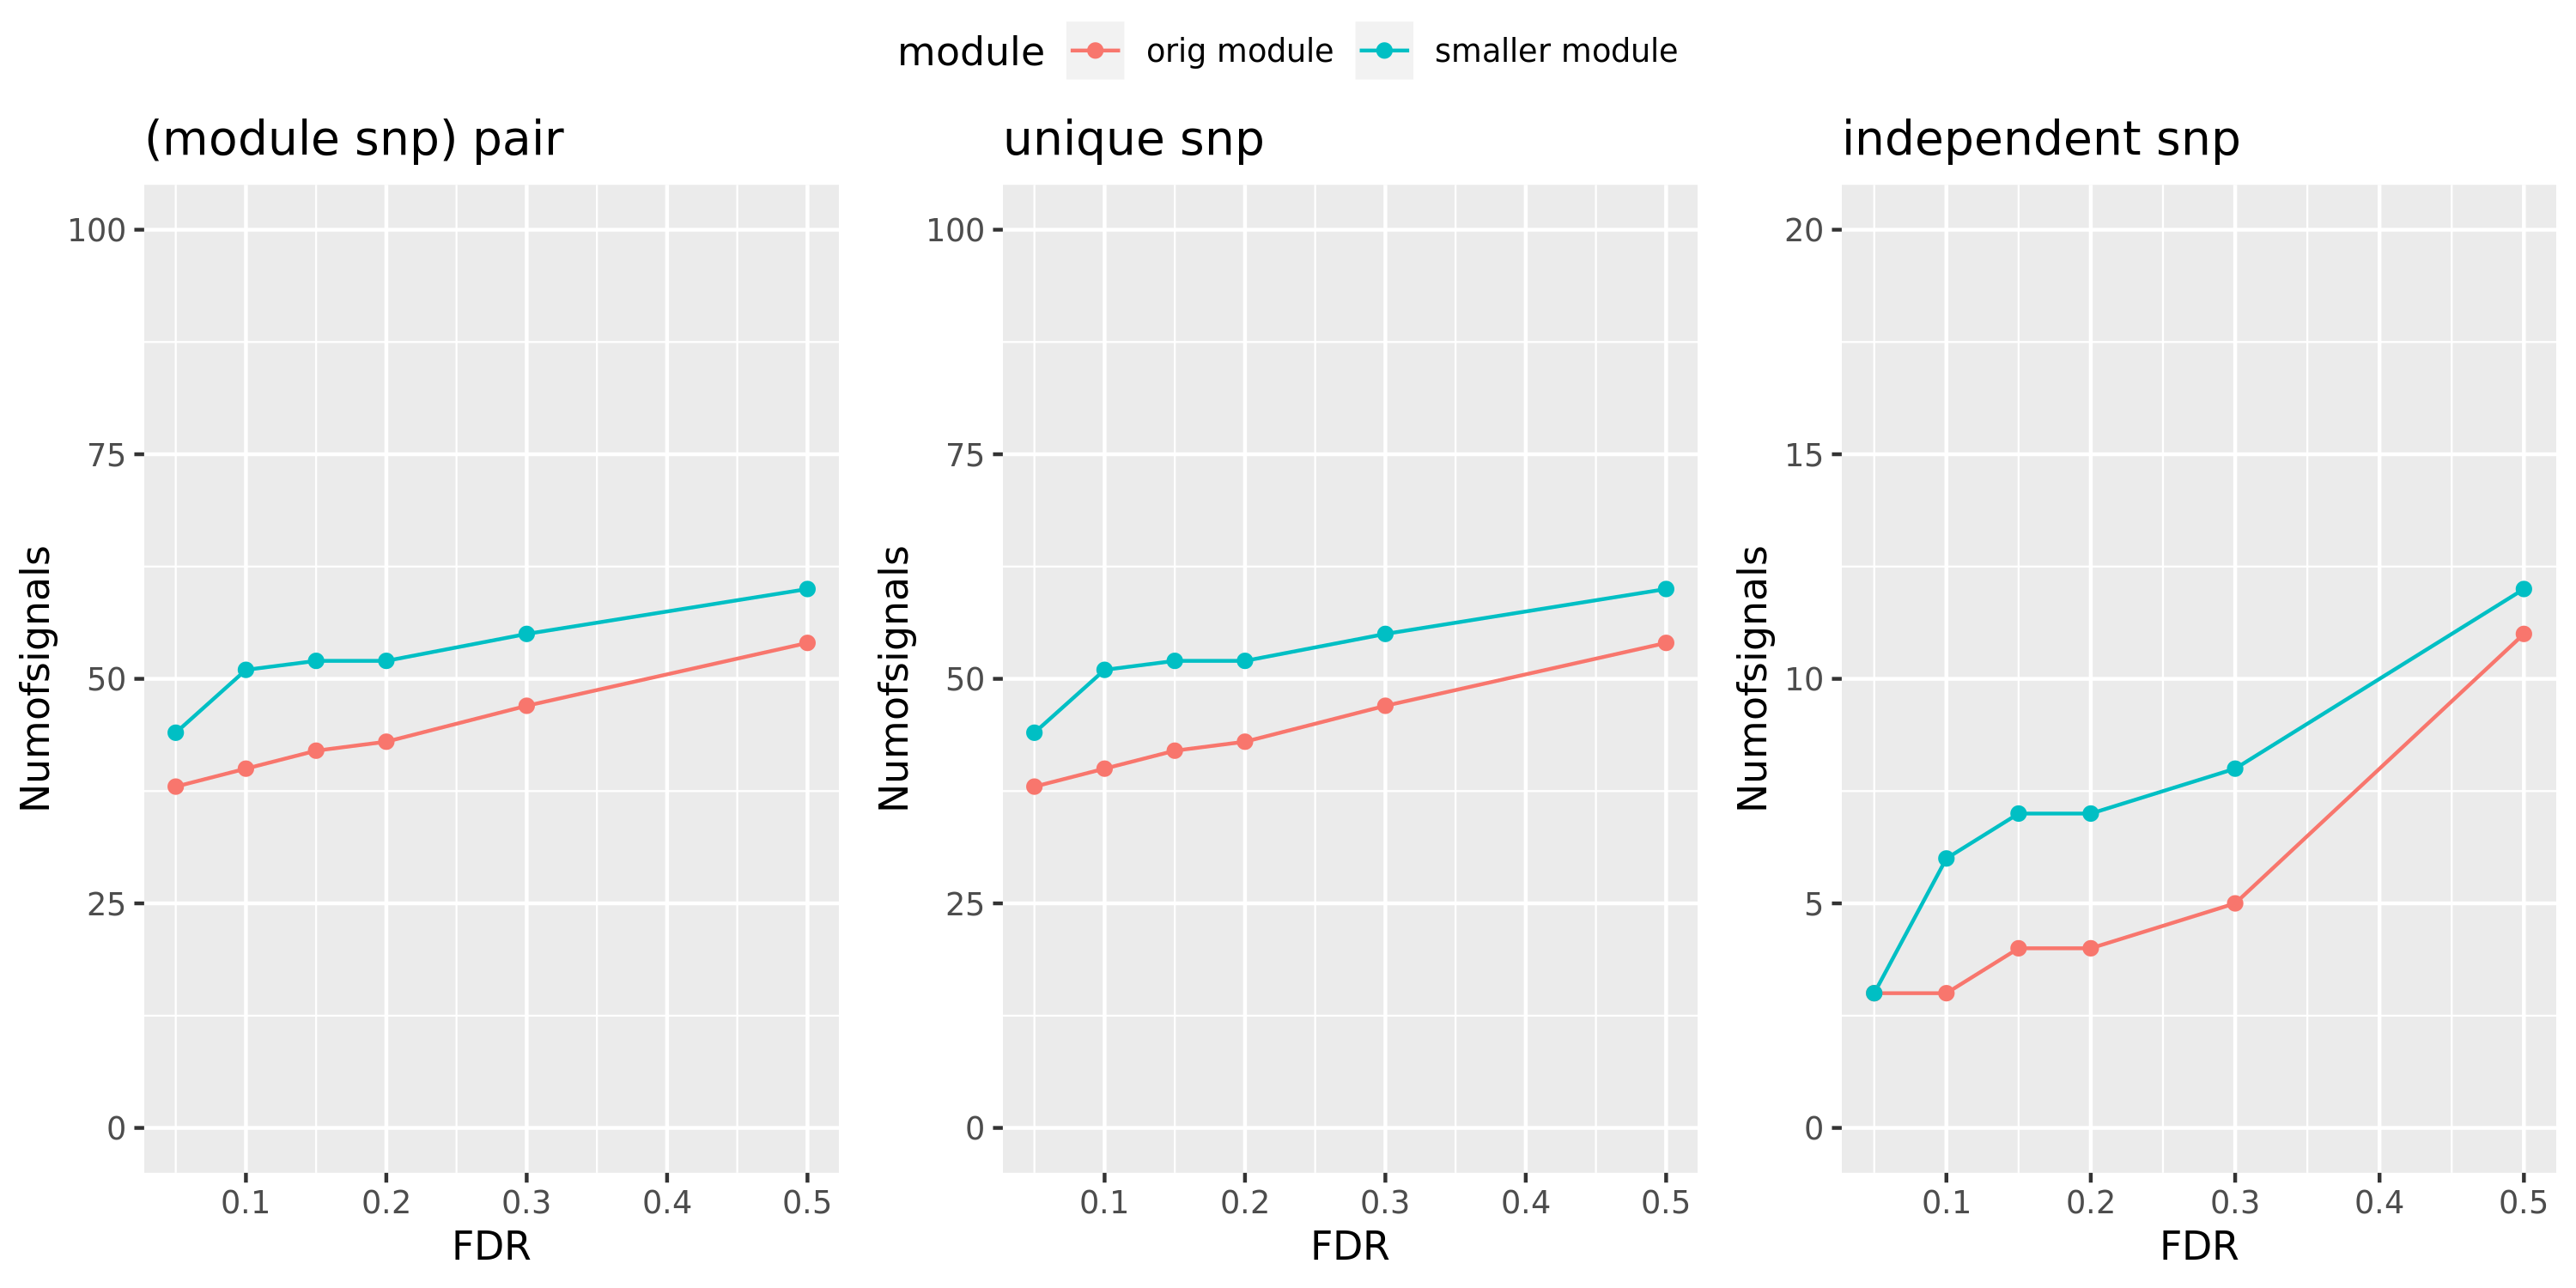 module orig module smaller module
(module snp) pair
unique snp
independent snp
Numofsignals
100
75
50
25
0
0.1 0.2 0.3 0.4 0.5
FDR
Numofsignals
100
75
50
25
0
0.1 0.2 0.3 0.4 0.5
FDR
Numofsignals
20
15
10
5
0
0.1 0.2 0.3 0.4 0.5
FDR